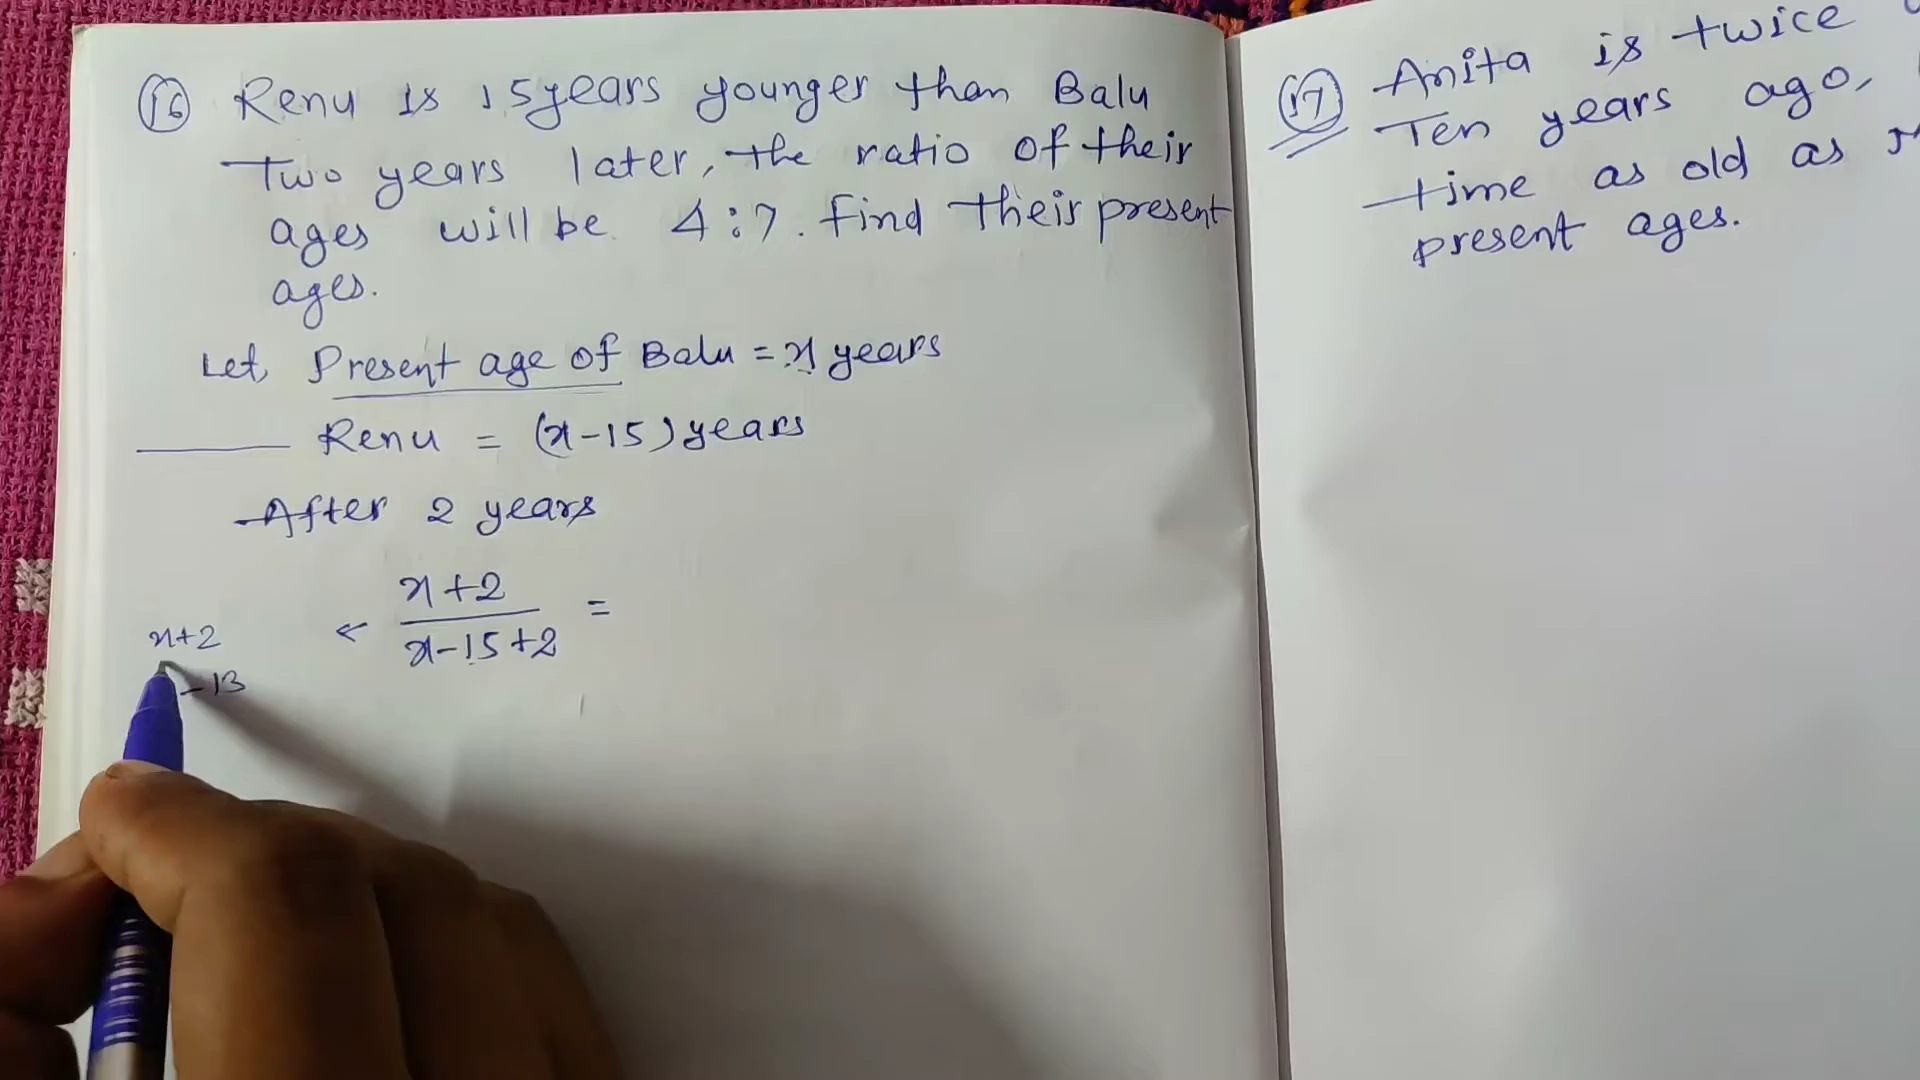 16 Renu is 15years younger than Balu
Two years later, the ratio of their
ages will be 4:7. Find their present
ages.
Let, Present age of Balu = x years
Renu = (x-15) years
After 2 years
x+2
x-15+2
=
x+2
-13
17 Anita is twice
Ten years ago,
time as old as
present ages.